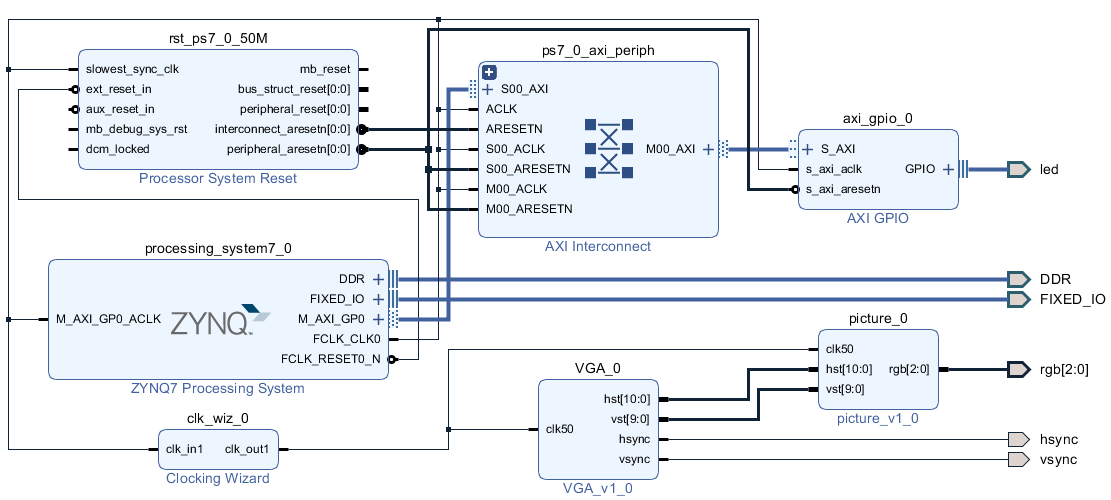 rst_ps7_0_50M
slowest_sync_clk
ext_reset_in
aux_reset_in
mb_debug_sys_rst
dcm_locked
mb_reset
bus_struct_reset[0:0]
peripheral_reset[0:0]
interconnect_aresetn[0:0]
peripheral_aresetn[0:0]
Processor System Reset
ps7_0_axi_periph
S00_AXI
ACLK
ARESETN
S00_ACLK
S00_ARESETN
M00_ACLK
M00_ARESETN
M00_AXI
AXI Interconnect
axi_gpio_0
S_AXI
s_axi_aclk
s_axi_aresetn
GPIO
AXI GPIO
led
processing_system7_0
M_AXI_GP0_ACLK
ZYNQ
DDR
FIXED_IO
M_AXI_GP0
FCLK_CLK0
FCLK_RESET0_N
ZYNQ7 Processing System
DDR
FIXED_IO
picture_0
clk50
hst[10:0]
vst[9:0]
rgb[2:0]
picture_v1_0
rgb[2:0]
VGA_0
clk50
hst[10:0]
vst[9:0]
hsync
vsync
VGA_v1_0
hsync
vsync
clk_wiz_0
clk_in1
clk_out1
Clocking Wizard